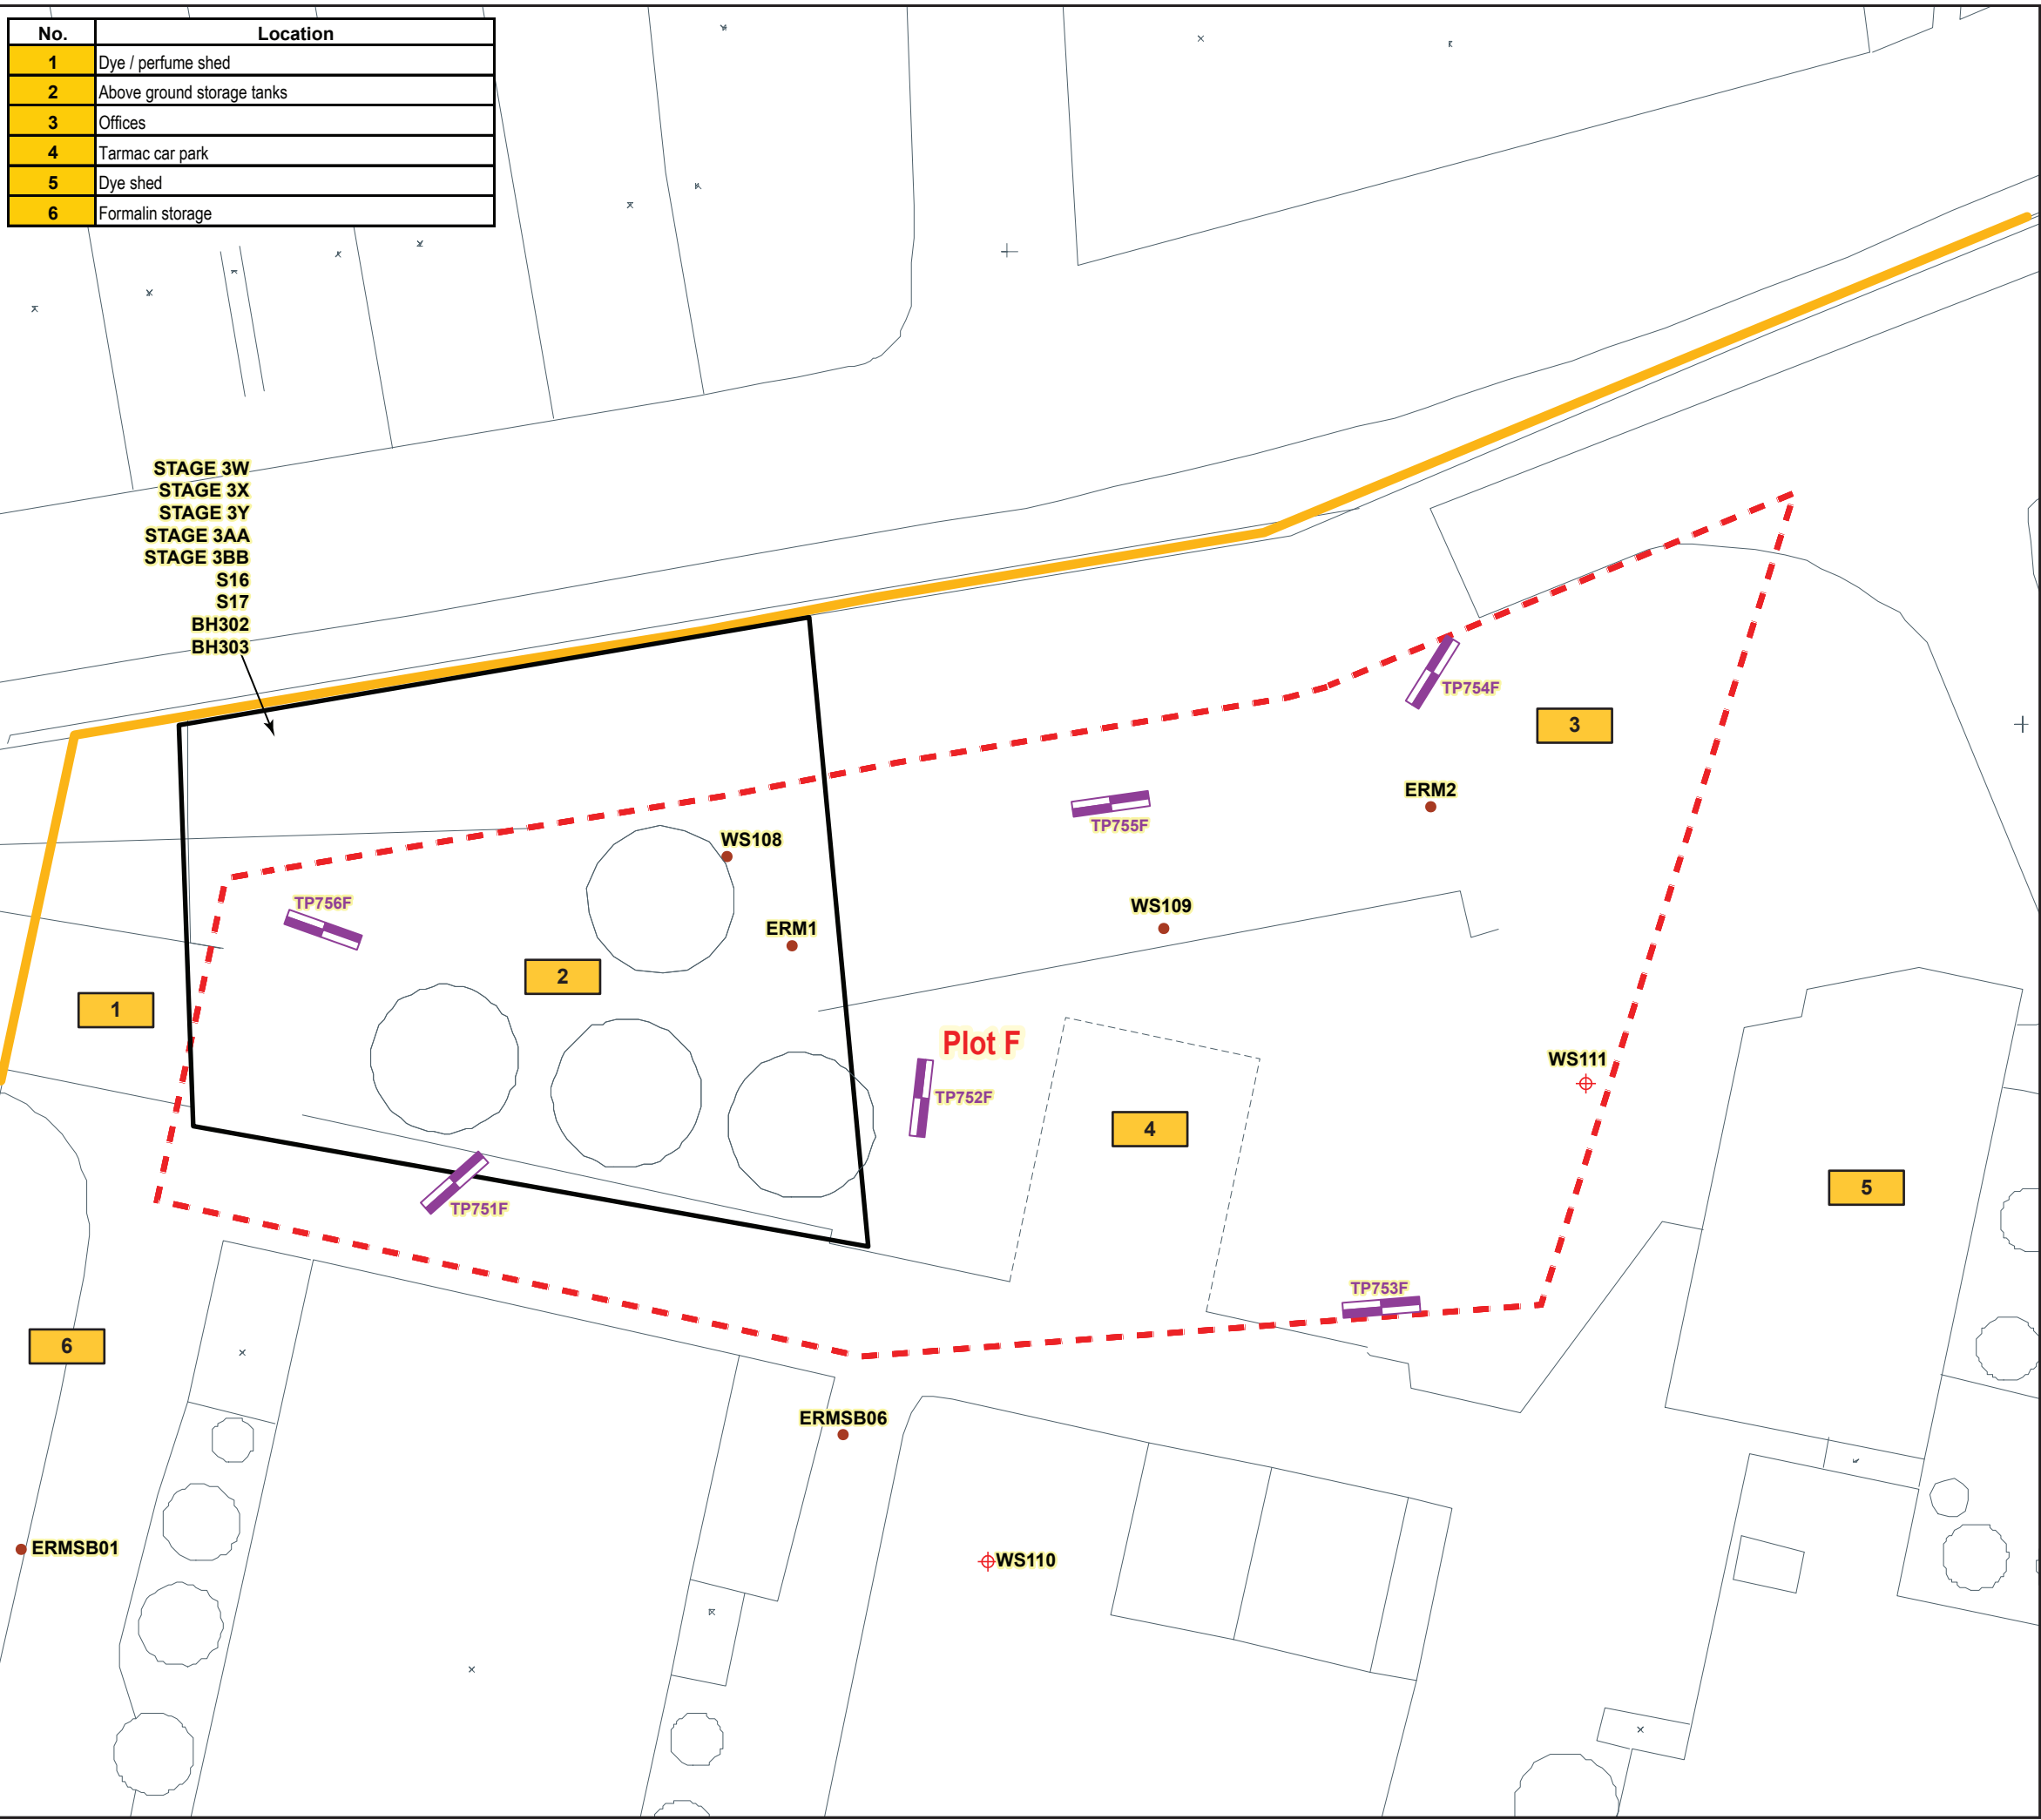 No. Location
1 Dye / perfume shed
2 Above ground storage tanks
3 Offices
4 Tarmac car park
5 Dye shed
6 Formalin storage
STAGE 3W
STAGE 3X
STAGE 3Y
STAGE 3AA
STAGE 3BB
S16
S17
BH302
BH303
TP754F
3
ERM2
TP755F
WS108
TP756F
WS109
ERM1
2
1
Plot F
WS111
TP752F
4
5
TP751F
TP753F
6
ERMSB06
ERMSB01
WS110